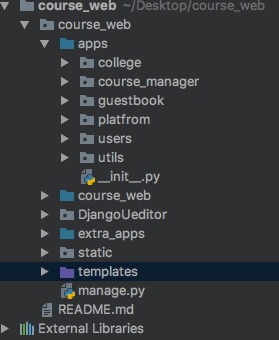 course_web ~/Desktop/course_web
course_web
apps
college
course_manager
guestbook
platfrom
users
utils
__init__.py
course_web
DjangoUeditor
extra_apps
static
templates
manage.py
README.md
External Libraries